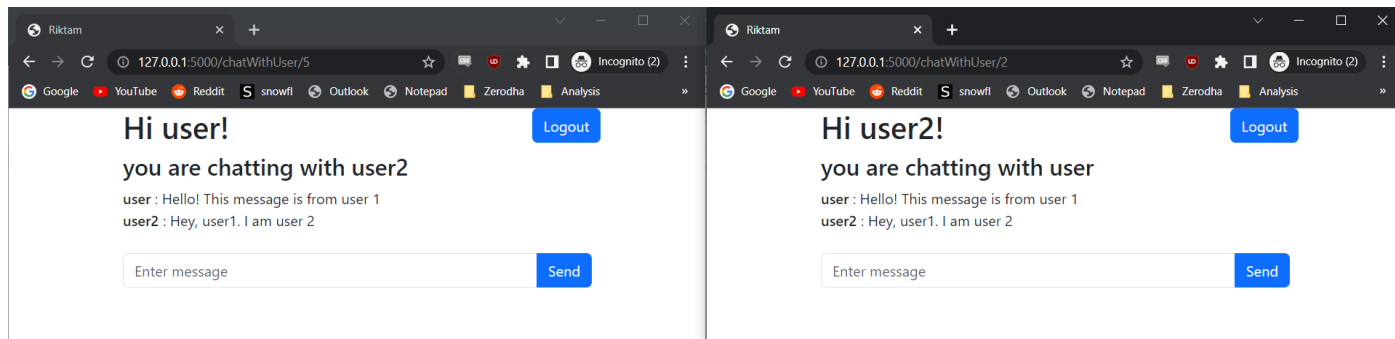 Riktam
127.0.0.1:5000/chatWithUser/5
Incognito (2)
Google YouTube Reddit S snowfl Outlook Notepad Zerodha Analysis »
Hi user!
Logout
you are chatting with user2
user : Hello! This message is from user 1
user2 : Hey, user1. I am user 2
Enter message
Send
Riktam
127.0.0.1:5000/chatWithUser/2
Incognito (2)
Google YouTube Reddit S snowfl Outlook Notepad Zerodha Analysis »
Hi user2!
Logout
you are chatting with user
user : Hello! This message is from user 1
user2 : Hey, user1. I am user 2
Enter message
Send